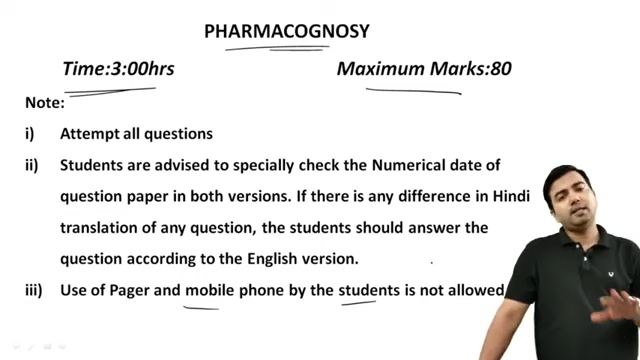 PHARMACOGNOSY
Time:3:00hrs Maximum Marks:80
Note:
i) Attempt all questions
ii) Students are advised to specially check the Numerical date of
question paper in both versions. If there is any difference in Hindi
translation of any question, the students should answer the
question according to the English version.
iii) Use of Pager and mobile phone by the students is not allowed